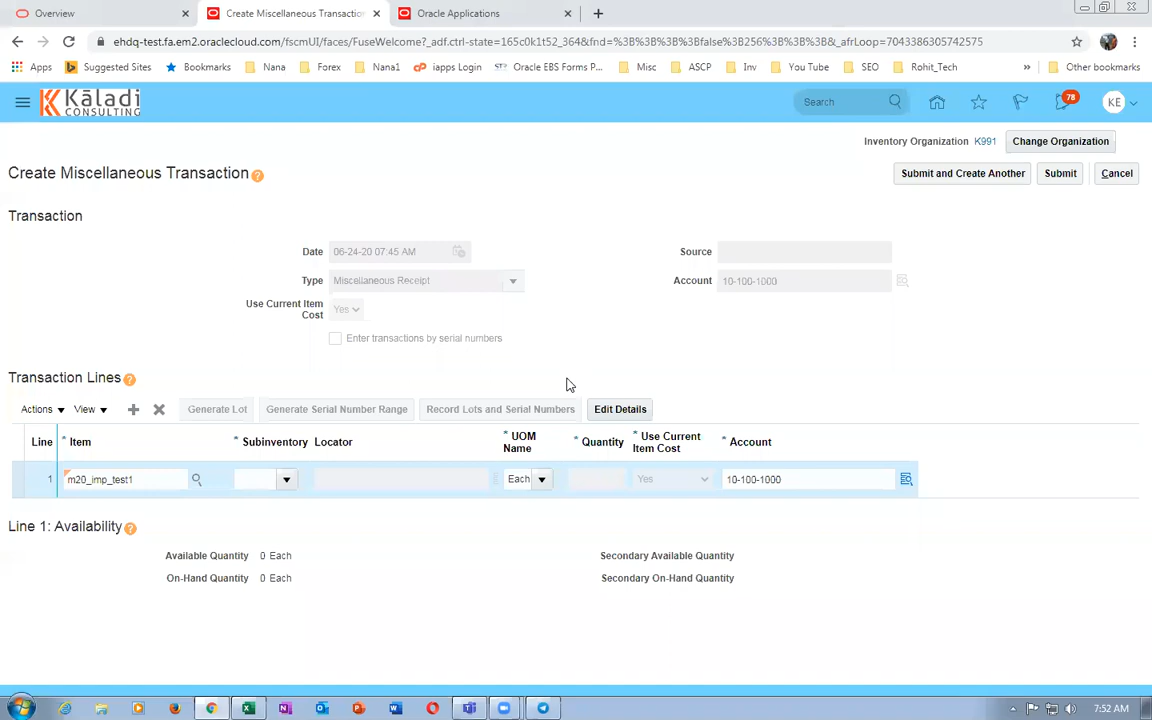 Overview
Create Miscellaneous Transaction
Oracle Applications
ehdq-test.fa.em2.oraclecloud.com/fscmUI/faces/FuseWelcome?_adf.ctrl-state=165c0k1t52_364&fnd=%3B%3B%3B%3Bfalse%3B256%3B%3B%3B&_afrLoop=7043386305742575
Apps Suggested Sites Bookmarks Nana Forex Nana1 iapps Login Oracle EBS Forms P... Misc ASCP Inv You Tube SEO Rohit_Tech » Other bookmarks
Kāladi
CONSULTING
Search
78
KE
Inventory Organization K991 Change Organization
Create Miscellaneous Transaction
Submit and Create Another Submit Cancel
Transaction
Date 06-24-20 07:45 AM Source
Type Miscellaneous Receipt Account 10-100-1000
Use Current Item
Cost
Yes
Enter transactions by serial numbers
Transaction Lines
Actions View Generate Lot Generate Serial Number Range Record Lots and Serial Numbers Edit Details
Line * Item * Subinventory Locator * UOM Name * Quantity * Use Current Item Cost * Account
1 m20_imp_test1 Each Yes 10-100-1000
Line 1: Availability
Available Quantity 0 Each Secondary Available Quantity
On-Hand Quantity 0 Each Secondary On-Hand Quantity
7:52 AM